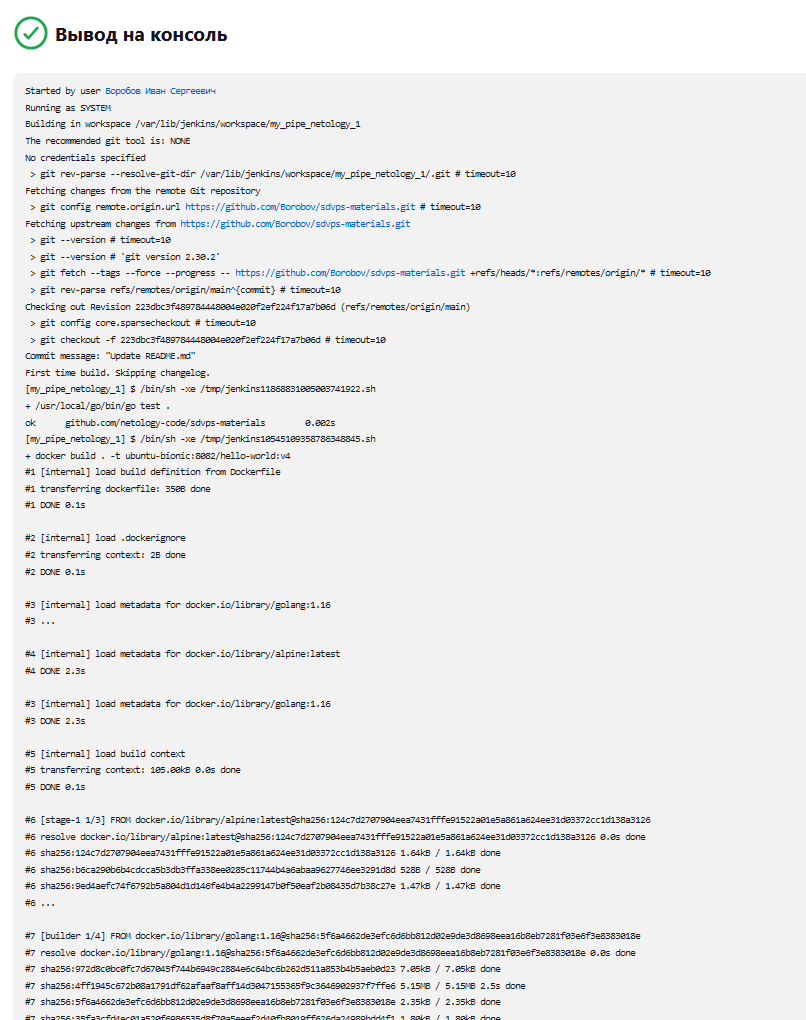 Вывод на консоль
Started by user Боробов Иван Сергеевич
Running as SYSTEM
Building in workspace /var/lib/jenkins/workspace/my_pipe_netology_1
The recommended git tool is: NONE
No credentials specified
> git rev-parse --resolve-git-dir /var/lib/jenkins/workspace/my_pipe_netology_1/.git # timeout=10
Fetching changes from the remote Git repository
> git config remote.origin.url https://github.com/Borobov/sdvps-materials.git # timeout=10
Fetching upstream changes from https://github.com/Borobov/sdvps-materials.git
> git --version # timeout=10
> git --version # 'git version 2.30.2'
> git fetch --tags --force --progress -- https://github.com/Borobov/sdvps-materials.git +refs/heads/*:refs/remotes/origin/* # timeout=10
> git rev-parse refs/remotes/origin/main^{commit} # timeout=10
Checking out Revision 223dbc3f489784448004e020f2ef224f17a7b06d (refs/remotes/origin/main)
> git config core.sparsecheckout # timeout=10
> git checkout -f 223dbc3f489784448004e020f2ef224f17a7b06d # timeout=10
Commit message: "Update README.md"
First time build. Skipping changelog.
[my_pipe_netology_1] $ /bin/sh -xe /tmp/jenkins11868831005003741922.sh
+ /usr/local/go/bin/go test .
ok github.com/netology-code/sdvps-materials 0.002s
[my_pipe_netology_1] $ /bin/sh -xe /tmp/jenkins10545109358786348845.sh
+ docker build . -t ubuntu-bionic:8082/hello-world:v4
#1 [internal] load build definition from Dockerfile
#1 transferring dockerfile: 350B done
#1 DONE 0.1s
#2 [internal] load .dockerignore
#2 transferring context: 2B done
#2 DONE 0.1s
#3 [internal] load metadata for docker.io/library/golang:1.16
#3 ...
#4 [internal] load metadata for docker.io/library/alpine:latest
#4 DONE 2.3s
#3 [internal] load metadata for docker.io/library/golang:1.16
#3 DONE 2.3s
#5 [internal] load build context
#5 transferring context: 105.00kB 0.0s done
#5 DONE 0.1s
#6 [stage-1 1/3] FROM docker.io/library/alpine:latest@sha256:124c7d2707904eea7431fffe91522a01e5a861a624ee31d03372cc1d138a3126
#6 resolve docker.io/library/alpine:latest@sha256:124c7d2707904eea7431fffe91522a01e5a861a624ee31d03372cc1d138a3126 0.0s done
#6 sha256:124c7d2707904eea7431fffe91522a01e5a861a624ee31d03372cc1d138a3126 1.64kB / 1.64kB done
#6 sha256:b6ca290b6b4cdcca5b3db3ffa338ee0285c11744b4a6abaa9627746ee3291d8d 528B / 528B done
#6 sha256:9ed4aefc74f6792b5a804d1d146fe4b4a2299147b0f50eaf2b08435d7b38c27e 1.47kB / 1.47kB done
#6 ...
#7 [builder 1/4] FROM docker.io/library/golang:1.16@sha256:5f6a4662de3efc6d6bb812d02e9de3d8698eea16b8eb7281f03e6f3e8383018e
#7 resolve docker.io/library/golang:1.16@sha256:5f6a4662de3efc6d6bb812d02e9de3d8698eea16b8eb7281f03e6f3e8383018e 0.0s done
#7 sha256:972d8c0bc0fc7d67045f744b6949c2884e6c64bc6b262d511a853b4b5aeb0d23 7.05kB / 7.05kB done
#7 sha256:4ff1945c672b08a1791df62afaaf8aff14d3047155365f9c3646902937f7ffe6 5.15MB / 5.15MB 2.5s done
#7 sha256:5f6a4662de3efc6d6bb812d02e9de3d8698eea16b8eb7281f03e6f3e8383018e 2.35kB / 2.35kB done
#7 1.80kB / 1.80kB done